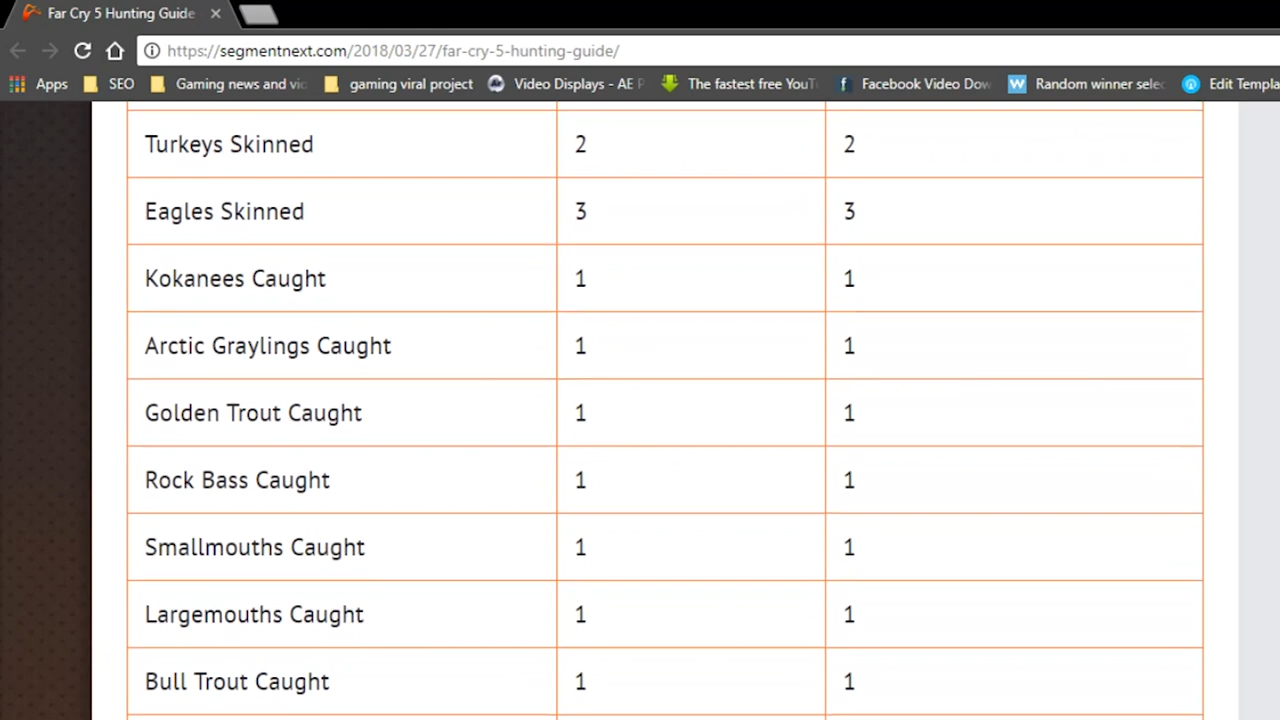 Far Cry 5 Hunting Guide
https://segmentnext.com/2018/03/27/far-cry-5-hunting-guide/
Apps SEO Gaming news and vic gaming viral project Video Displays - AE P The fastest free YouTu Facebook Video Dow Random winner selec Edit Templa
Turkeys Skinned 2 2
Eagles Skinned 3 3
Kokanees Caught 1 1
Arctic Graylings Caught 1 1
Golden Trout Caught 1 1
Rock Bass Caught 1 1
Smallmouths Caught 1 1
Largemouths Caught 1 1
Bull Trout Caught 1 1